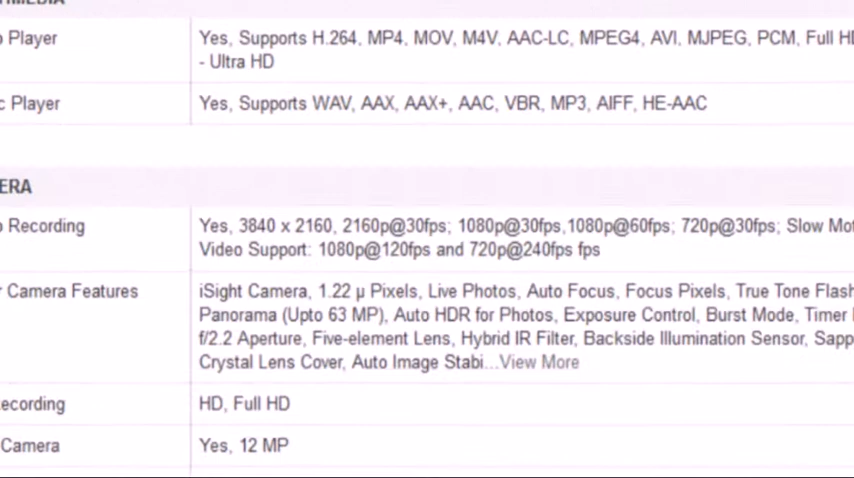 Player
Yes, Supports H.264, MP4, MOV, M4V, AAC-LC, MPEG4, AVI, MJPEG, PCM, Full
- Ultra HD
Player
Yes, Supports WAV, AAX, AAX+, AAC, VBR, MP3, AIFF, HE-AAC
ERA
Recording
Yes, 3840 x 2160, 2160p@30fps; 1080p@30fps,1080p@60fps; 720p@30fps; Slow Mot
Video Support: 1080p@120fps and 720p@240fps fps
Camera Features
iSight Camera, 1.22 µ Pixels, Live Photos, Auto Focus, Focus Pixels, True Tone Flash
Panorama (Upto 63 MP), Auto HDR for Photos, Exposure Control, Burst Mode, Timer
f/2.2 Aperture, Five-element Lens, Hybrid IR Filter, Backside Illumination Sensor, Sapp
Crystal Lens Cover, Auto Image Stabi...View More
ecording
HD, Full HD
Camera
Yes, 12 MP